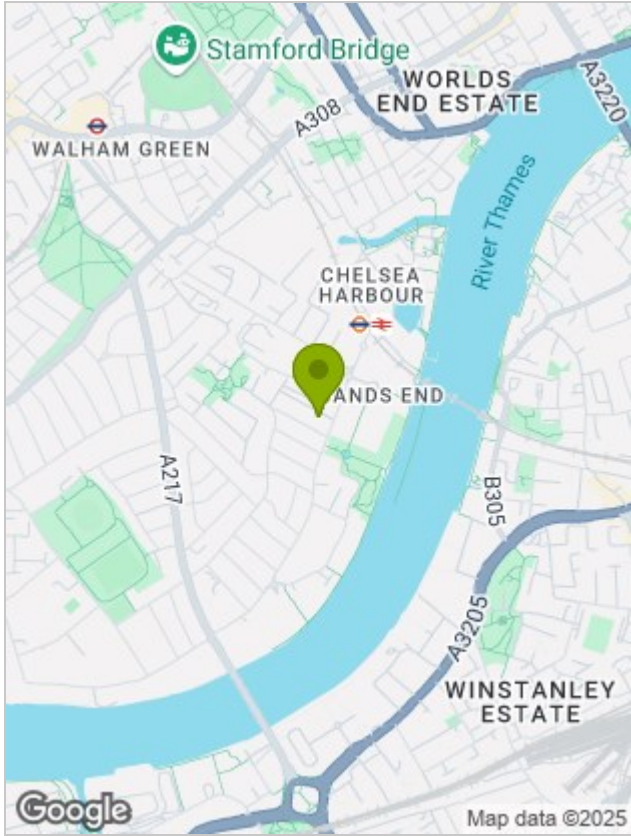 Stamford Bridge
WORLDS
END ESTATE
A3220
A308
WALHAM GREEN
River Thames
CHELSEA
HARBOUR
ANDS END
A217
B305
A3205
WINSTANLEY
ESTATE
Google
Map data ©2025